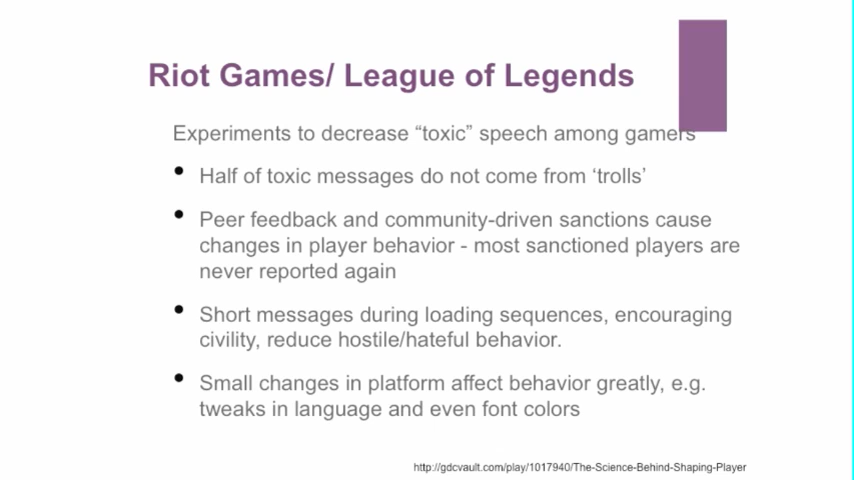 Riot Games/ League of Legends
Experiments to decrease “toxic” speech among gamers
• Half of toxic messages do not come from ‘trolls’
• Peer feedback and community-driven sanctions cause
changes in player behavior - most sanctioned players are
never reported again
• Short messages during loading sequences, encouraging
civility, reduce hostile/hateful behavior.
• Small changes in platform affect behavior greatly, e.g.
tweaks in language and even font colors
http://gdcvault.com/play/1017940/The-Science-Behind-Shaping-Player